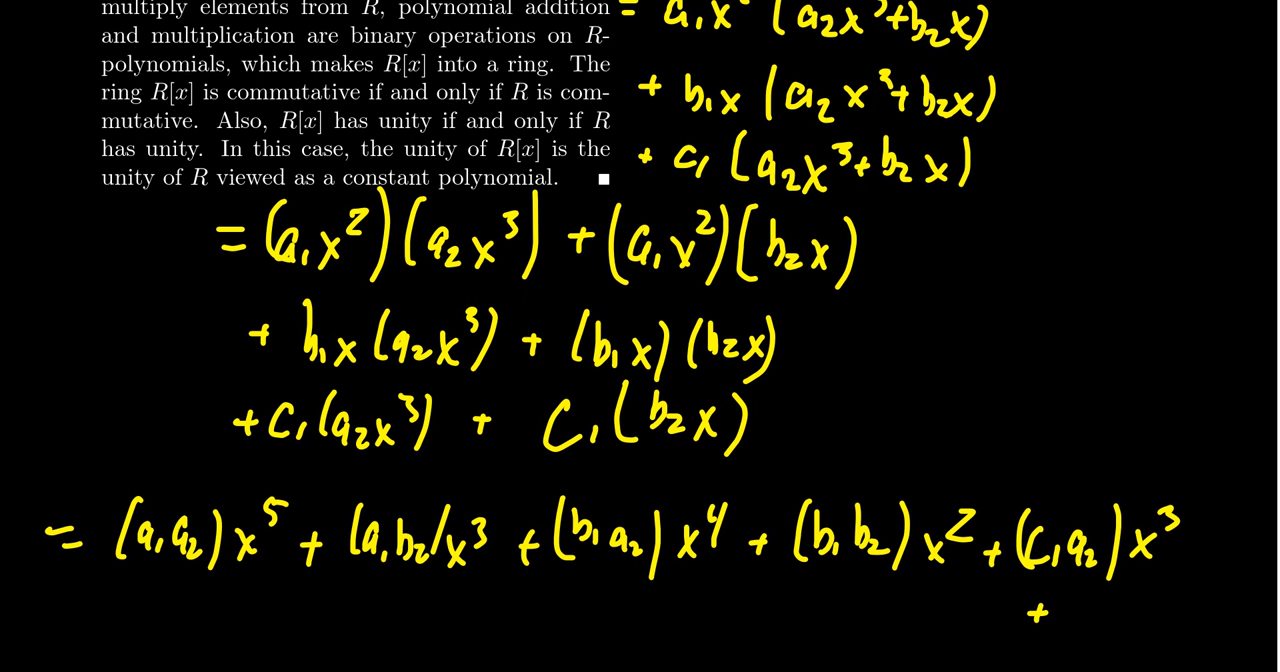 multiply elements from R, polynomial addition
and multiplication are binary operations on R-
polynomials, which makes R[x] into a ring. The
ring R[x] is commutative if and only if R is com-
mutative. Also, R[x] has unity if and only if R
has unity. In this case, the unity of R[x] is the
unity of R viewed as a constant polynomial. ■
= a₁x² (a₂x³+b₂x)
+ b₁x (a₂x³+b₂x)
+ c₁ (a₂x³+b₂x)
= (a₁x²)(a₂x³) + (a₁x²)(b₂x)
+ b₁x(a₂x³) + (b₁x)(b₂x)
+ c₁(a₂x³) + c₁(b₂x)
= (a₁a₂)x⁵ + (a₁b₂)x³ + (b₁a₂)x⁴ + (b₁b₂)x² + (c₁a₂)x³
+